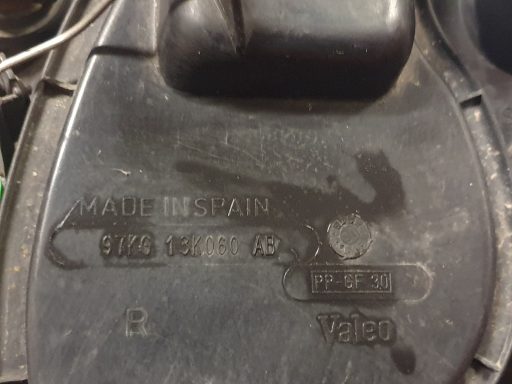 MADE IN SPAIN
97KG 13K060 AB
PP-GF 30
R
Valeo